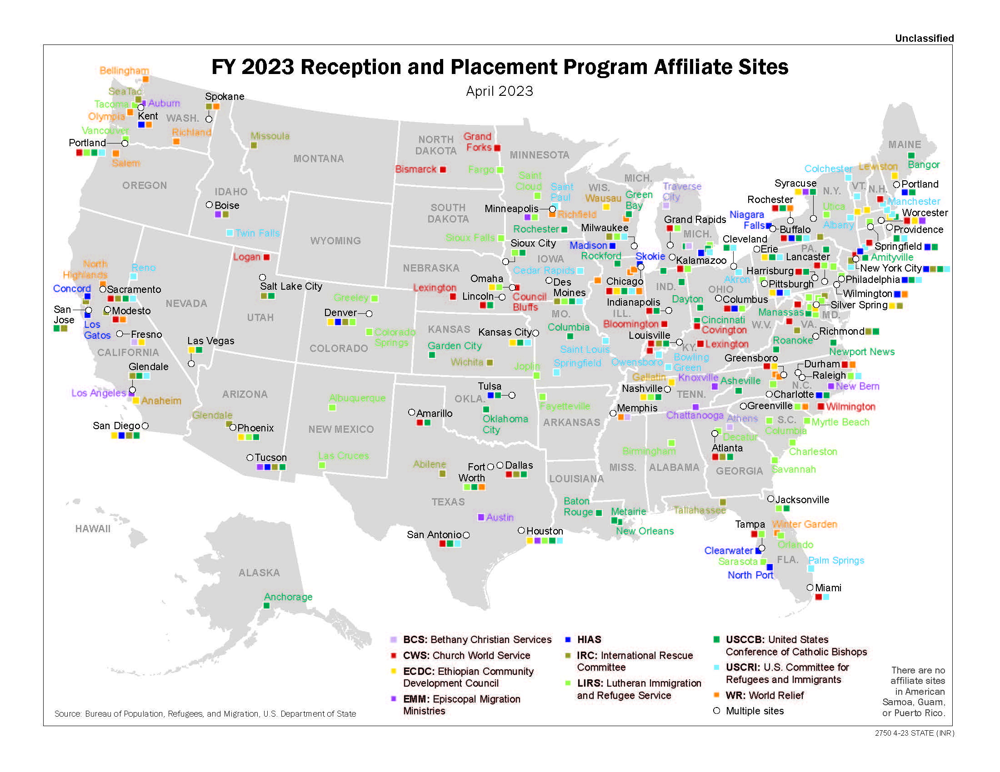 Unclassified
FY 2023 Reception and Placement Program Affiliate Sites
April 2023
Bellingham
SeaTac
Tacoma
Auburn
Olympia
Kent
WASH.
Spokane
Vancouver
Richland
Portland
Salem
OREGON
Missoula
MONTANA
IDAHO
Boise
Twin Falls
WYOMING
NORTH
DAKOTA
Grand
Forks
Bismarck
Fargo
SOUTH
DAKOTA
Sioux Falls
MINNESOTA
Saint
Cloud
Saint
Paul
Minneapolis
Richfield
Rochester
WIS.
Wausau
Green
Bay
MICH.
Milwaukee
Madison
Rockford
Skokie
Traverse
City
Grand Rapids
MICH.
Kalamazoo
Cleveland
Akron
Syracuse
Rochester
Niagara
Falls
Buffalo
Erie
N.Y.
Utica
Albany
Colchester
VT.
N.H.
Lewiston
MAINE
Bangor
Portland
Manchester
Worcester
Providence
Springfield
Amityville
New York City
Philadelphia
Wilmington
Silver Spring
PA.
Lancaster
Harrisburg
Pittsburgh
Manassas
MD.
W.V.
VA.
Richmond
Roanoke
Newport News
North
Highlands
Reno
Concord
Sacramento
San
Jose
Modesto
Los
Gatos
Fresno
CALIFORNIA
NEVADA
Las Vegas
Glendale
Los Angeles
Anaheim
San Diego
Logan
Salt Lake City
UTAH
ARIZONA
Glendale
Phoenix
Tucson
Greeley
Denver
COLORADO
Colorado
Springs
Albuquerque
NEW MEXICO
Las Cruces
NEBRASKA
Lexington
Sioux City
Omaha
Lincoln
Council
Bluffs
IOWA
Cedar Rapids
Des
Moines
KANSAS
Kansas City
Garden City
Wichita
MO.
Columbia
Saint Louis
Springfield
Joplin
Chicago
ILL.
IND.
Indianapolis
Bloomington
OHIO
Dayton
Columbus
Cincinnati
Covington
Louisville
Lexington
KY.
Owensboro
Bowling
Green
Gallatin
Knoxville
Nashville
TENN.
Memphis
Chattanooga
Greensboro
Durham
Raleigh
Asheville
N.C.
New Bern
Charlotte
Greenville
Wilmington
S.C.
Columbia
Myrtle Beach
Charleston
Athens
Decatur
Atlanta
GEORGIA
Savannah
Tulsa
OKLA.
Oklahoma
City
Fayetteville
ARKANSAS
Amarillo
Abilene
Fort
Worth
Dallas
TEXAS
Austin
San Antonio
Houston
LOUISIANA
Baton
Rouge
Metairie
New Orleans
MISS.
ALABAMA
Birmingham
Tallahassee
Jacksonville
Tampa
Winter Garden
Orlando
Clearwater
Sarasota
FLA.
North Port
Palm Springs
Miami
HAWAII
ALASKA
Anchorage
BCS: Bethany Christian Services
CWS: Church World Service
ECDC: Ethiopian Community
Development Council
EMM: Episcopal Migration
Ministries
HIAS
IRC: International Rescue
Committee
LIRS: Lutheran Immigration
and Refugee Service
USCCB: United States
Conference of Catholic Bishops
USCRI: U.S. Committee for
Refugees and Immigrants
WR: World Relief
Multiple sites
There are no
affiliate sites
in American
Samoa, Guam,
or Puerto Rico.
Source: Bureau of Population, Refugees, and Migration, U.S. Department of State
2750 4-23 STATE (INR)